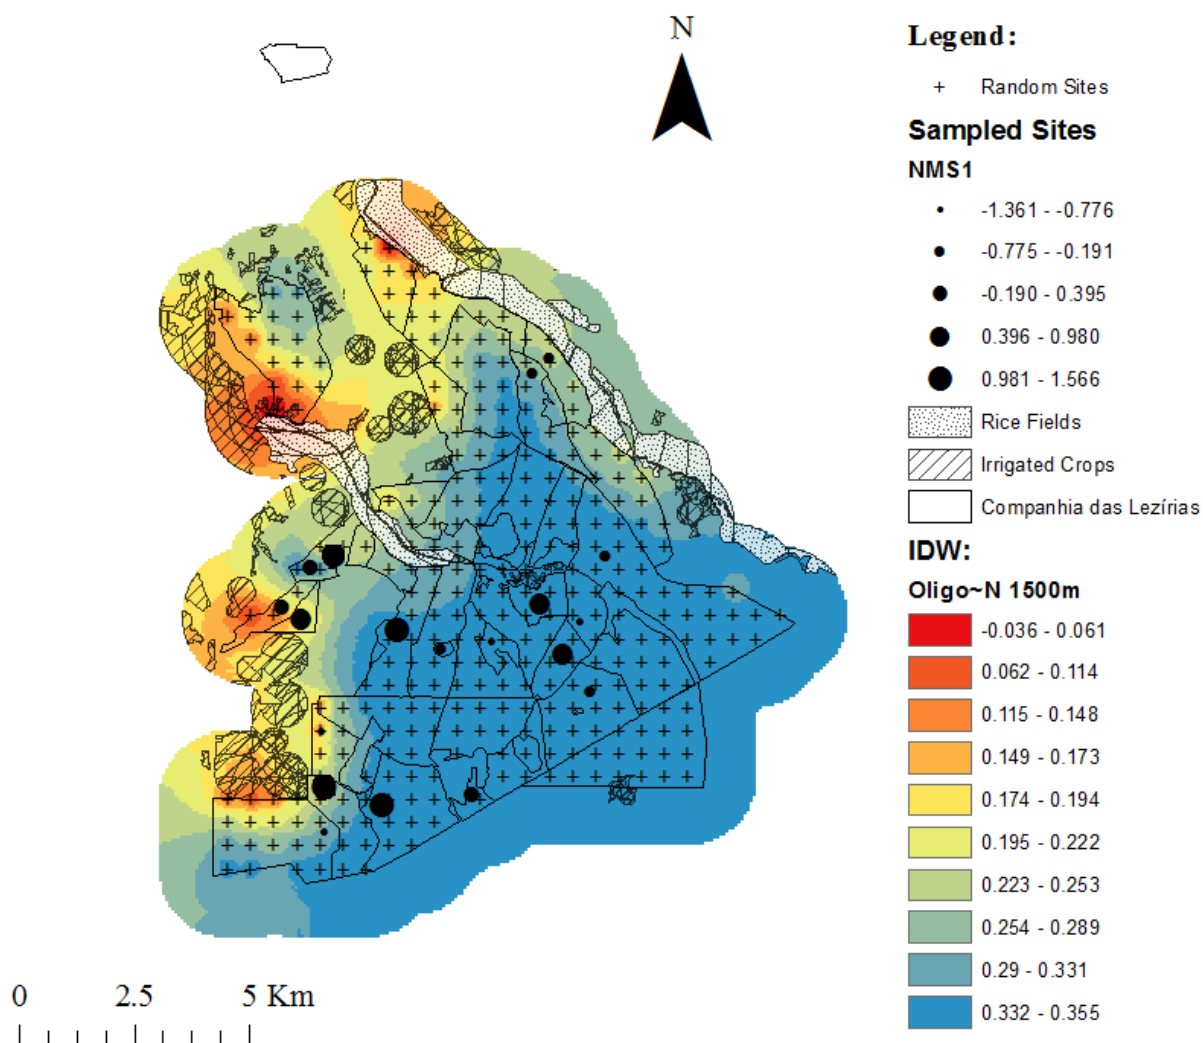 N
Legend:
Random Sites
Sampled Sites
NMS1
-1.361 - -0.776
-0.775 - -0.191
-0.190 - 0.395
0.396 - 0.980
0.981 - 1.566
Rice Fields
Irrigated Crops
Companhia das Lezírias
IDW:
Oligo~N 1500m
-0.036 - 0.061
0.062 - 0.114
0.115 - 0.148
0.149 - 0.173
0.174 - 0.194
0.195 - 0.222
0.223 - 0.253
0.254 - 0.289
0.29 - 0.331
0.332 - 0.355
0 2.5 5 Km